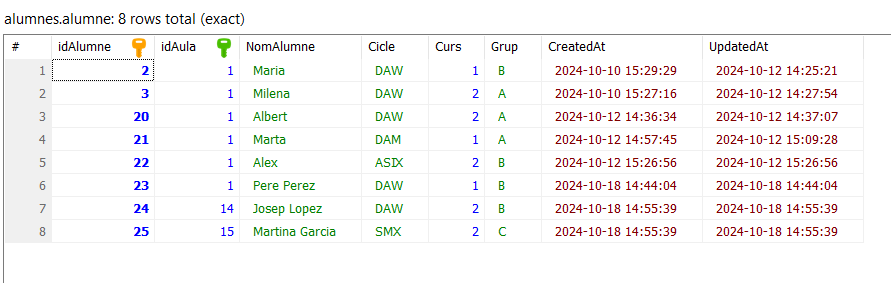 alumnes.alumne: 8 rows total (exact)
# idAlumne idAula NomAlumne Cicle Curs Grup CreatedAt UpdatedAt
1 2 1 Maria DAW 1 B 2024-10-10 15:29:29 2024-10-12 14:25:21
2 3 1 Milena DAW 2 A 2024-10-10 15:27:16 2024-10-12 14:27:54
3 20 1 Albert DAW 2 A 2024-10-12 14:36:34 2024-10-12 14:37:07
4 21 1 Marta DAM 1 A 2024-10-12 14:57:45 2024-10-12 15:09:28
5 22 1 Alex ASIX 2 B 2024-10-12 15:26:56 2024-10-12 15:26:56
6 23 1 Pere Perez DAW 1 B 2024-10-18 14:44:04 2024-10-18 14:44:04
7 24 14 Josep Lopez DAW 2 B 2024-10-18 14:55:39 2024-10-18 14:55:39
8 25 15 Martina Garcia SMX 2 C 2024-10-18 14:55:39 2024-10-18 14:55:39